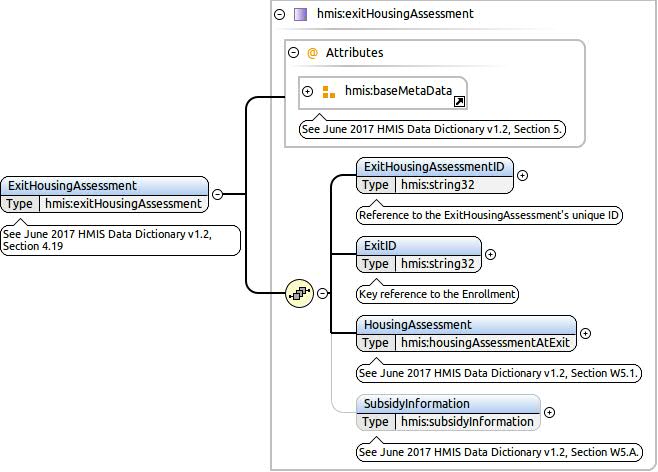 hmis:exitHousingAssessment
@ Attributes
hmis:baseMetaData
See June 2017 HMIS Data Dictionary v1.2, Section 5.
ExitHousingAssessment
Type hmis:exitHousingAssessment
See June 2017 HMIS Data Dictionary v1.2,
Section 4.19
ExitHousingAssessmentID
Type hmis:string32
Reference to the ExitHousingAssessment's unique ID
ExitID
Type hmis:string32
Key reference to the Enrollment
HousingAssessment
Type hmis:housingAssessmentAtExit
See June 2017 HMIS Data Dictionary v1.2, Section W5.1.
SubsidyInformation
Type hmis:subsidyInformation
See June 2017 HMIS Data Dictionary v1.2, Section W5.A.